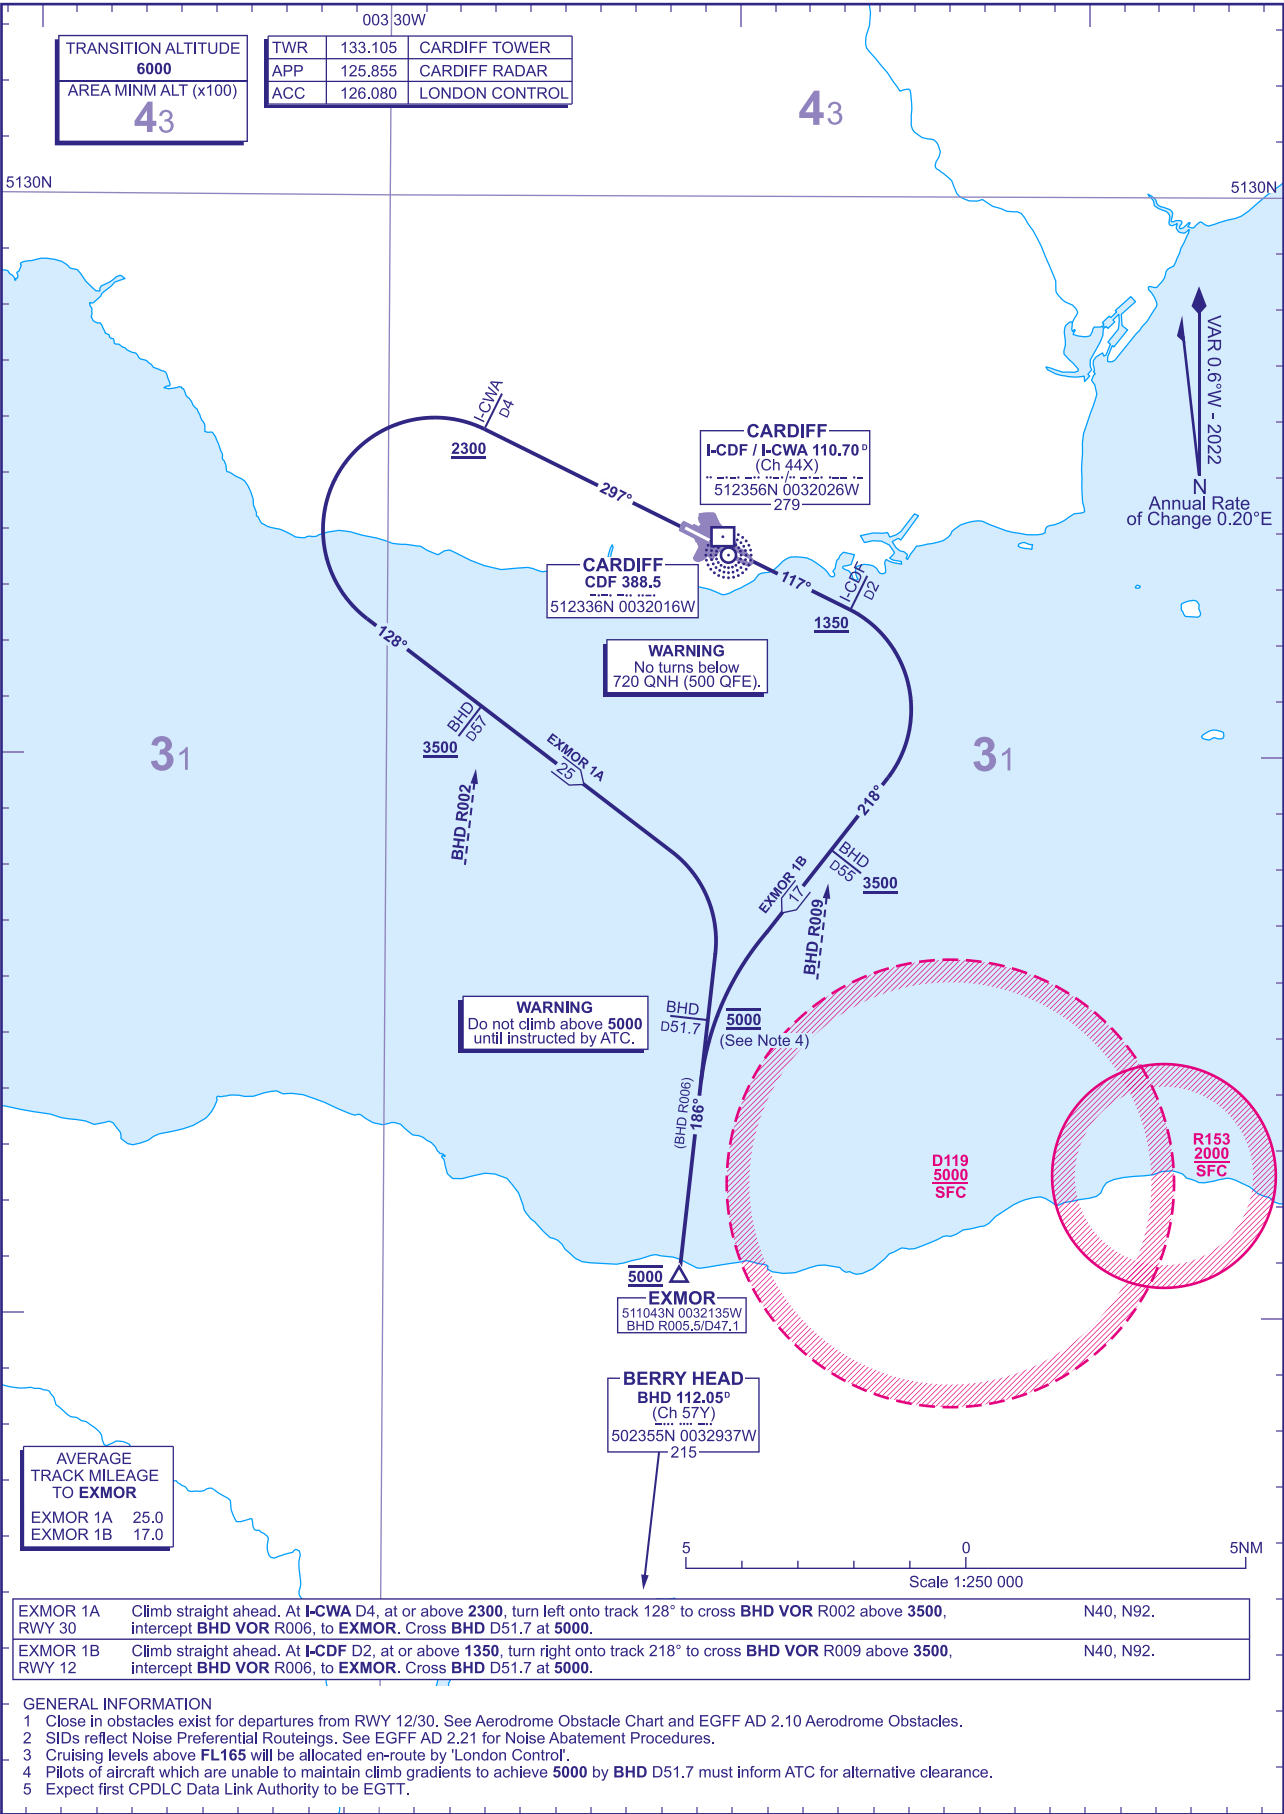 003 30W
TRANSITION ALTITUDE
6000
AREA MINM ALT (x100)
43
TWR 133.105 CARDIFF TOWER
APP 125.855 CARDIFF RADAR
ACC 126.080 LONDON CONTROL
43
5130N
5130N
VAR 0.6°W - 2022
N
Annual Rate
of Change 0.20°E
I-CWA
D4
2300
297°
CARDIFF
I-CDF / I-CWA 110.70 D
(Ch 44X)
512356N 0032026W
279
CARDIFF
CDF 388.5
512336N 0032016W
117°
I-CDF
D2
1350
WARNING
No turns below
720 QNH (500 QFE).
128°
BHD
D57
3500
EXMOR 1A
25
31
31
BHD R002
218°
BHD
D55
3500
EXMOR 1B
17
BHD R009
WARNING
Do not climb above 5000
until instructed by ATC.
BHD
D51.7
5000
(See Note 4)
(BHD R006)
186°
D119
5000
SFC
R153
2000
SFC
5000
EXMOR
511043N 0032135W
BHD R005.5/D47.1
BERRY HEAD
BHD 112.05 D
(Ch 57Y)
502355N 0032937W
215
AVERAGE
TRACK MILEAGE
TO EXMOR
EXMOR 1A 25.0
EXMOR 1B 17.0
5 0 5NM
Scale 1:250 000
EXMOR 1A Climb straight ahead. At I-CWA D4, at or above 2300, turn left onto track 128° to cross BHD VOR R002 above 3500, N40, N92.
RWY 30 intercept BHD VOR R006, to EXMOR. Cross BHD D51.7 at 5000.
EXMOR 1B Climb straight ahead. At I-CDF D2, at or above 1350, turn right onto track 218° to cross BHD VOR R009 above 3500, N40, N92.
RWY 12 intercept BHD VOR R006, to EXMOR. Cross BHD D51.7 at 5000.
GENERAL INFORMATION
1 Close in obstacles exist for departures from RWY 12/30. See Aerodrome Obstacle Chart and EGFF AD 2.10 Aerodrome Obstacles.
2 SIDs reflect Noise Preferential Routeings. See EGFF AD 2.21 for Noise Abatement Procedures.
3 Cruising levels above FL165 will be allocated en-route by 'London Control'.
4 Pilots of aircraft which are unable to maintain climb gradients to achieve 5000 by BHD D51.7 must inform ATC for alternative clearance.
5 Expect first CPDLC Data Link Authority to be EGTT.